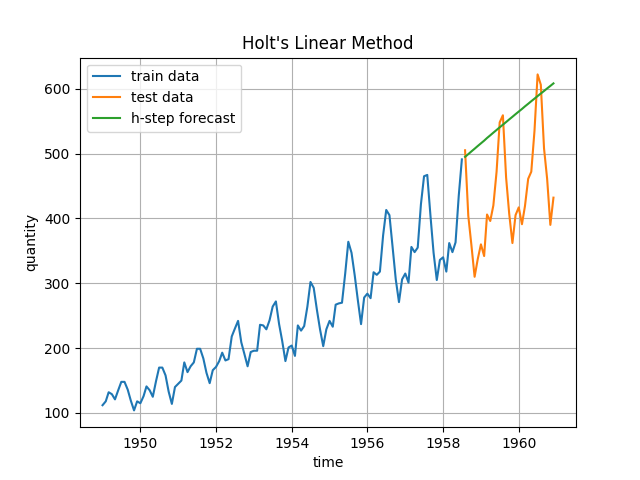 Holt's Linear Method
train data
test data
h-step forecast
quantity
600
500
400
300
200
100
1950
1952
1954
1956
1958
1960
time